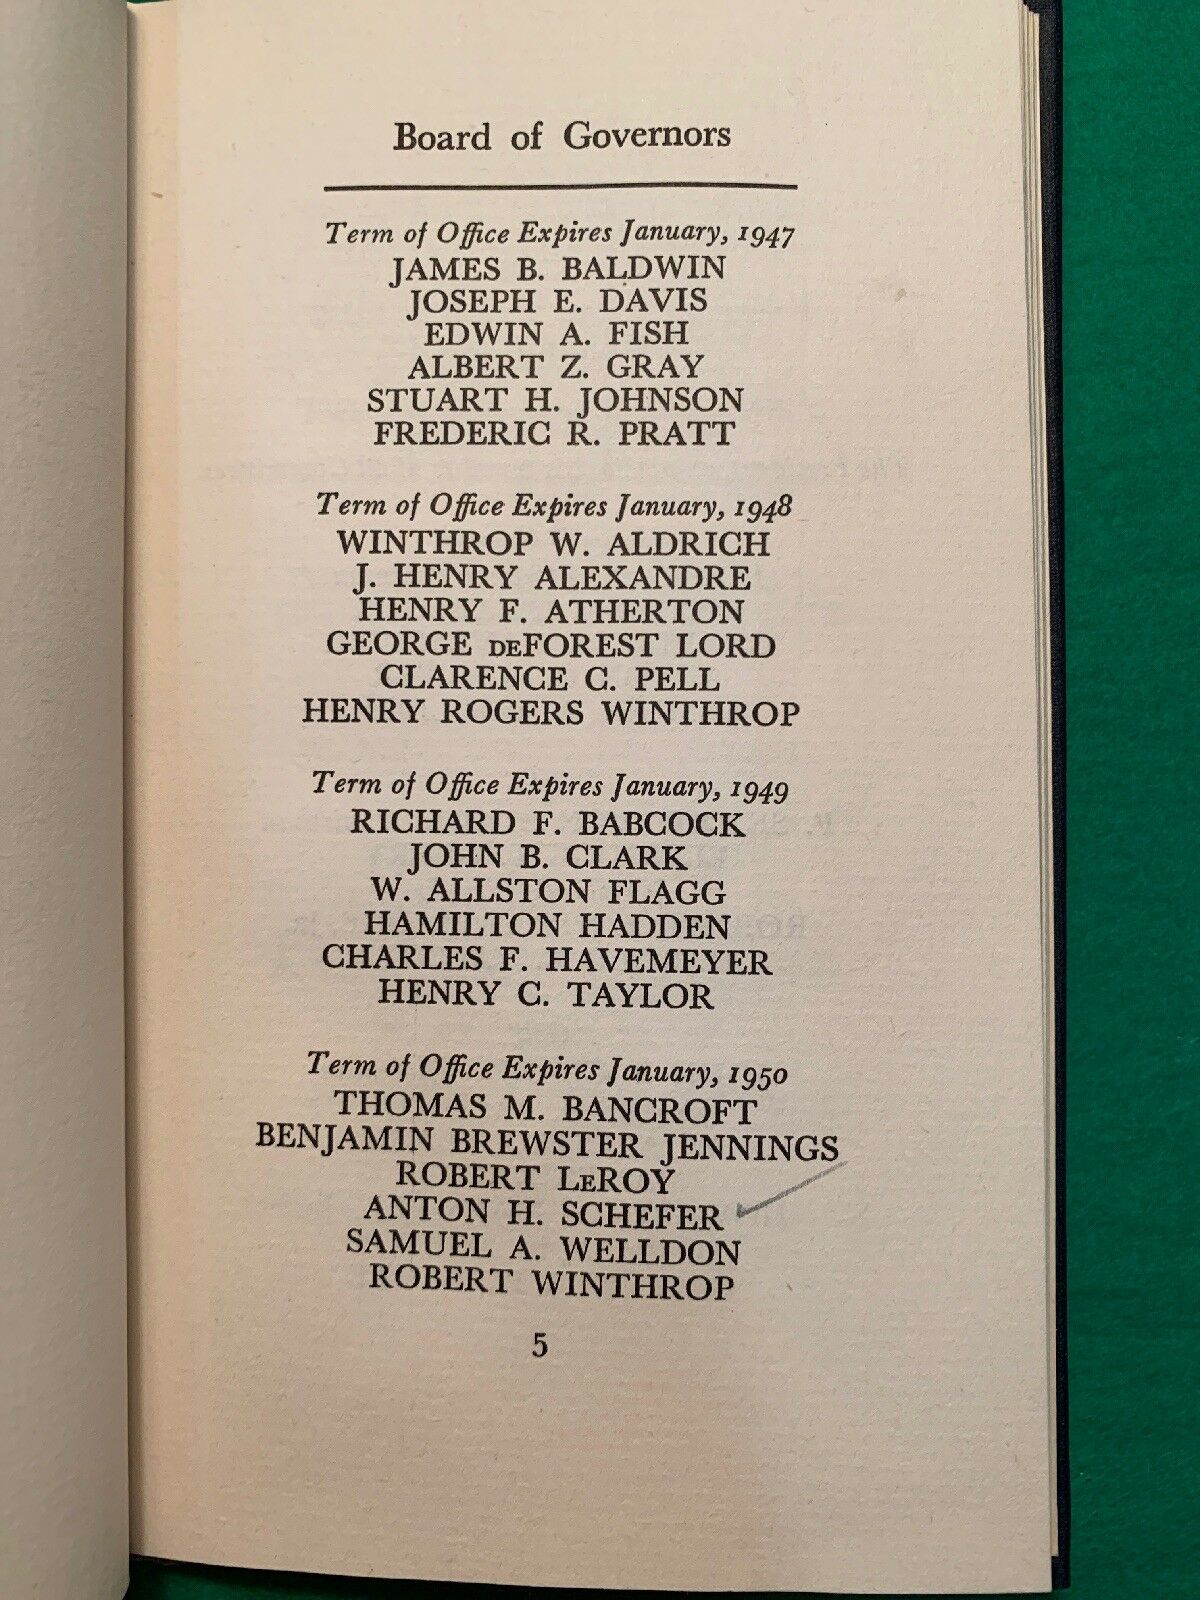 Board of Governors
Term of Office Expires January, 1947
JAMES B. BALDWIN
JOSEPH E. DAVIS
EDWIN A. FISH
ALBERT Z. GRAY
STUART H. JOHNSON
FREDERIC R. PRATT
Term of Office Expires January, 1948
WINTHROP W. ALDRICH
J. HENRY ALEXANDRE
HENRY F. ATHERTON
GEORGE DEFOREST LORD
CLARENCE C. PELL
HENRY ROGERS WINTHROP
Term of Office Expires January, 1949
RICHARD F. BABCOCK
JOHN B. CLARK
W. ALLSTON FLAGG
HAMILTON HADDEN
CHARLES F. HAVEMEYER
HENRY C. TAYLOR
Term of Office Expires January, 1950
THOMAS M. BANCROFT
BENJAMIN BREWSTER JENNINGS
ROBERT LEROY
ANTON H. SCHEFER
SAMUEL A. WELLDON
ROBERT WINTHROP
5